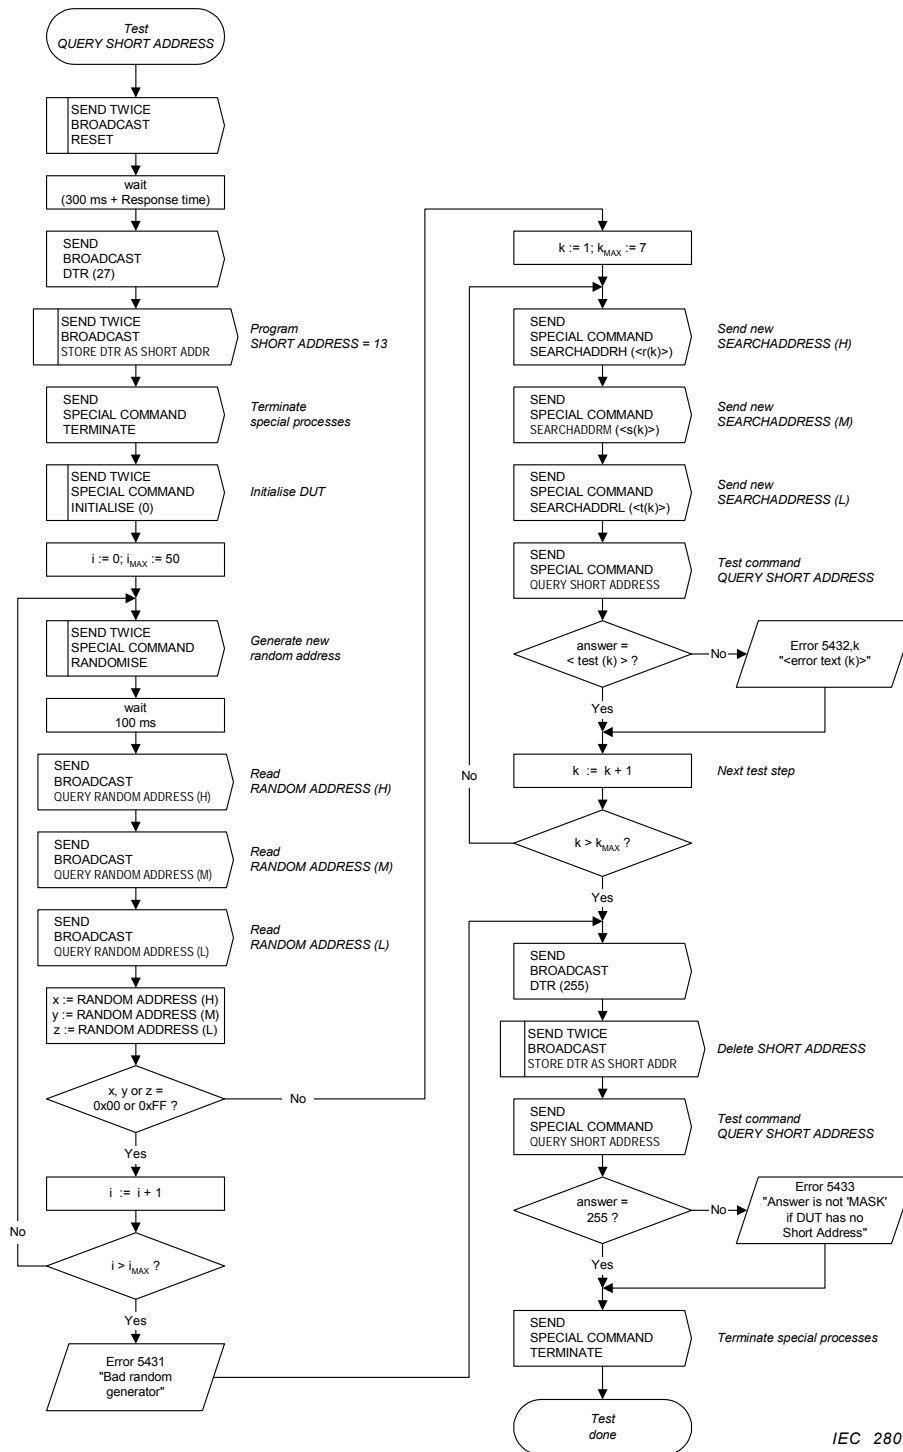 Test
QUERY SHORT ADDRESS
SEND TWICE
BROADCAST
RESET
wait
(300 ms + Response time)
SEND
BROADCAST
DTR (27)
SEND TWICE
BROADCAST
STORE DTR AS SHORT ADDR
Program
SHORT ADDRESS = 13
SEND
SPECIAL COMMAND
TERMINATE
Terminate
special processes
SEND TWICE
SPECIAL COMMAND
INITIALISE (0)
Initialise DUT
i := 0; iMAX := 50
SEND TWICE
SPECIAL COMMAND
RANDOMISE
Generate new
random address
wait
100 ms
SEND
BROADCAST
QUERY RANDOM ADDRESS (H)
Read
RANDOM ADDRESS (H)
SEND
BROADCAST
QUERY RANDOM ADDRESS (M)
Read
RANDOM ADDRESS (M)
SEND
BROADCAST
QUERY RANDOM ADDRESS (L)
Read
RANDOM ADDRESS (L)
x := RANDOM ADDRESS (H)
y := RANDOM ADDRESS (M)
z := RANDOM ADDRESS (L)
x, y or z =
0x00 or 0xFF ?
No
Yes
i := i + 1
No
i > iMAX ?
Yes
Error 5431
"Bad random
generator"
k := 1; kMAX := 7
SEND
SPECIAL COMMAND
SEARCHADDRH (<r(k)>)
Send new
SEARCHADDRESS (H)
SEND
SPECIAL COMMAND
SEARCHADDRM (<s(k)>)
Send new
SEARCHADDRESS (M)
SEND
SPECIAL COMMAND
SEARCHADDRL (<t(k)>)
Send new
SEARCHADDRESS (L)
SEND
SPECIAL COMMAND
QUERY SHORT ADDRESS
Test command
QUERY SHORT ADDRESS
answer =
< test (k) > ?
No
Error 5432,k
"<error text (k)>"
Yes
No
k := k + 1
Next test step
k > kMAX ?
Yes
SEND
BROADCAST
DTR (255)
SEND TWICE
BROADCAST
STORE DTR AS SHORT ADDR
Delete SHORT ADDRESS
SEND
SPECIAL COMMAND
QUERY SHORT ADDRESS
Test command
QUERY SHORT ADDRESS
answer =
255 ?
No
Error 5433
"Answer is not 'MASK'
if DUT has no
Short Address"
Yes
SEND
SPECIAL COMMAND
TERMINATE
Terminate special processes
Test
done
IEC 280